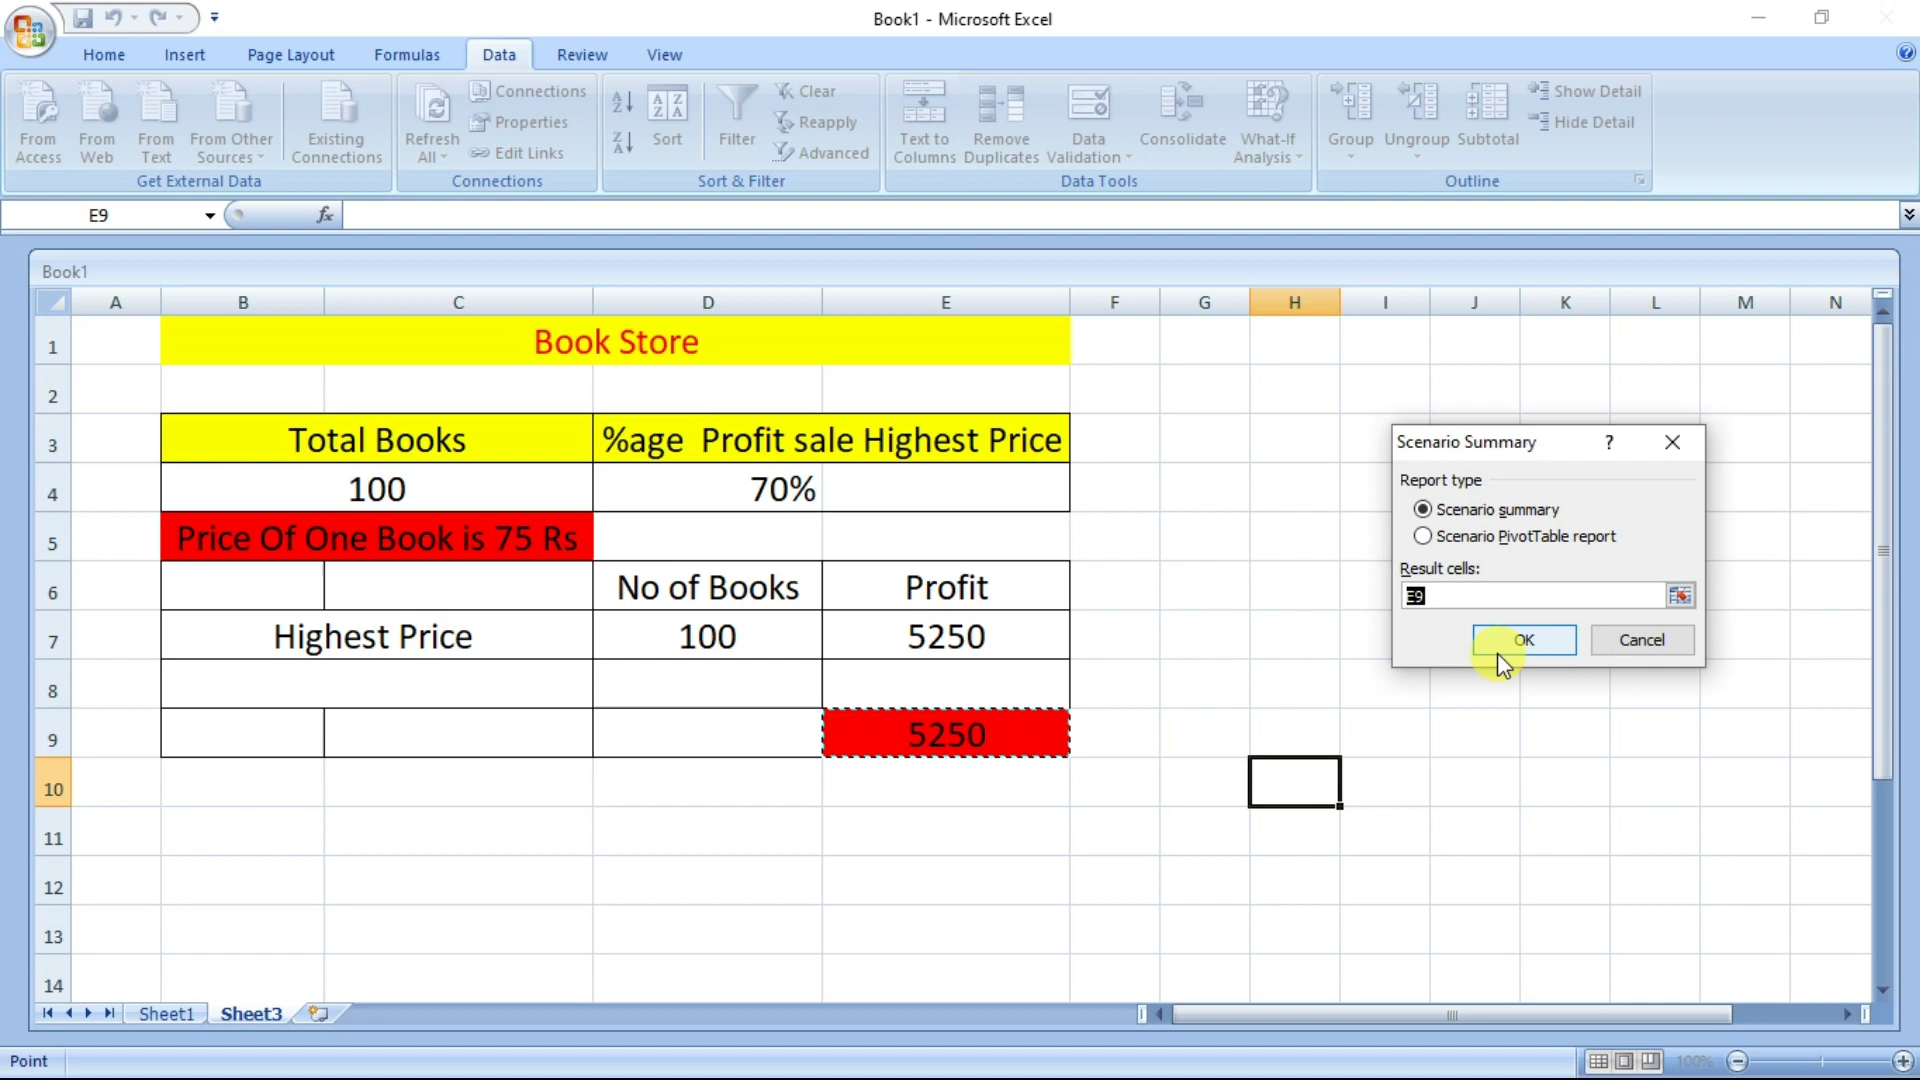 Book1 - Microsoft Excel
Home Insert Page Layout Formulas Data Review View
From Access
From Web
From Text
From Other Sources
Existing Connections
Get External Data
Refresh All
Connections
Properties
Edit Links
Connections
Sort
Filter
Clear
Reapply
Advanced
Sort & Filter
Text to Columns
Remove Duplicates
Data Validation
Consolidate
What-If Analysis
Data Tools
Group
Ungroup
Subtotal
Show Detail
Hide Detail
Outline
E9
fx
Book1
A B C D E F G H I J K L M N
1 Book Store
2
3 Total Books %age Profit sale Highest Price
4 100 70%
5 Price Of One Book is 75 Rs
6 No of Books Profit
7 Highest Price 100 5250
8
9 5250
10
11
12
13
14
Scenario Summary ?
Report type
Scenario summary
Scenario PivotTable report
Result cells:
E9
OK Cancel
Sheet1 Sheet3
Point 100%